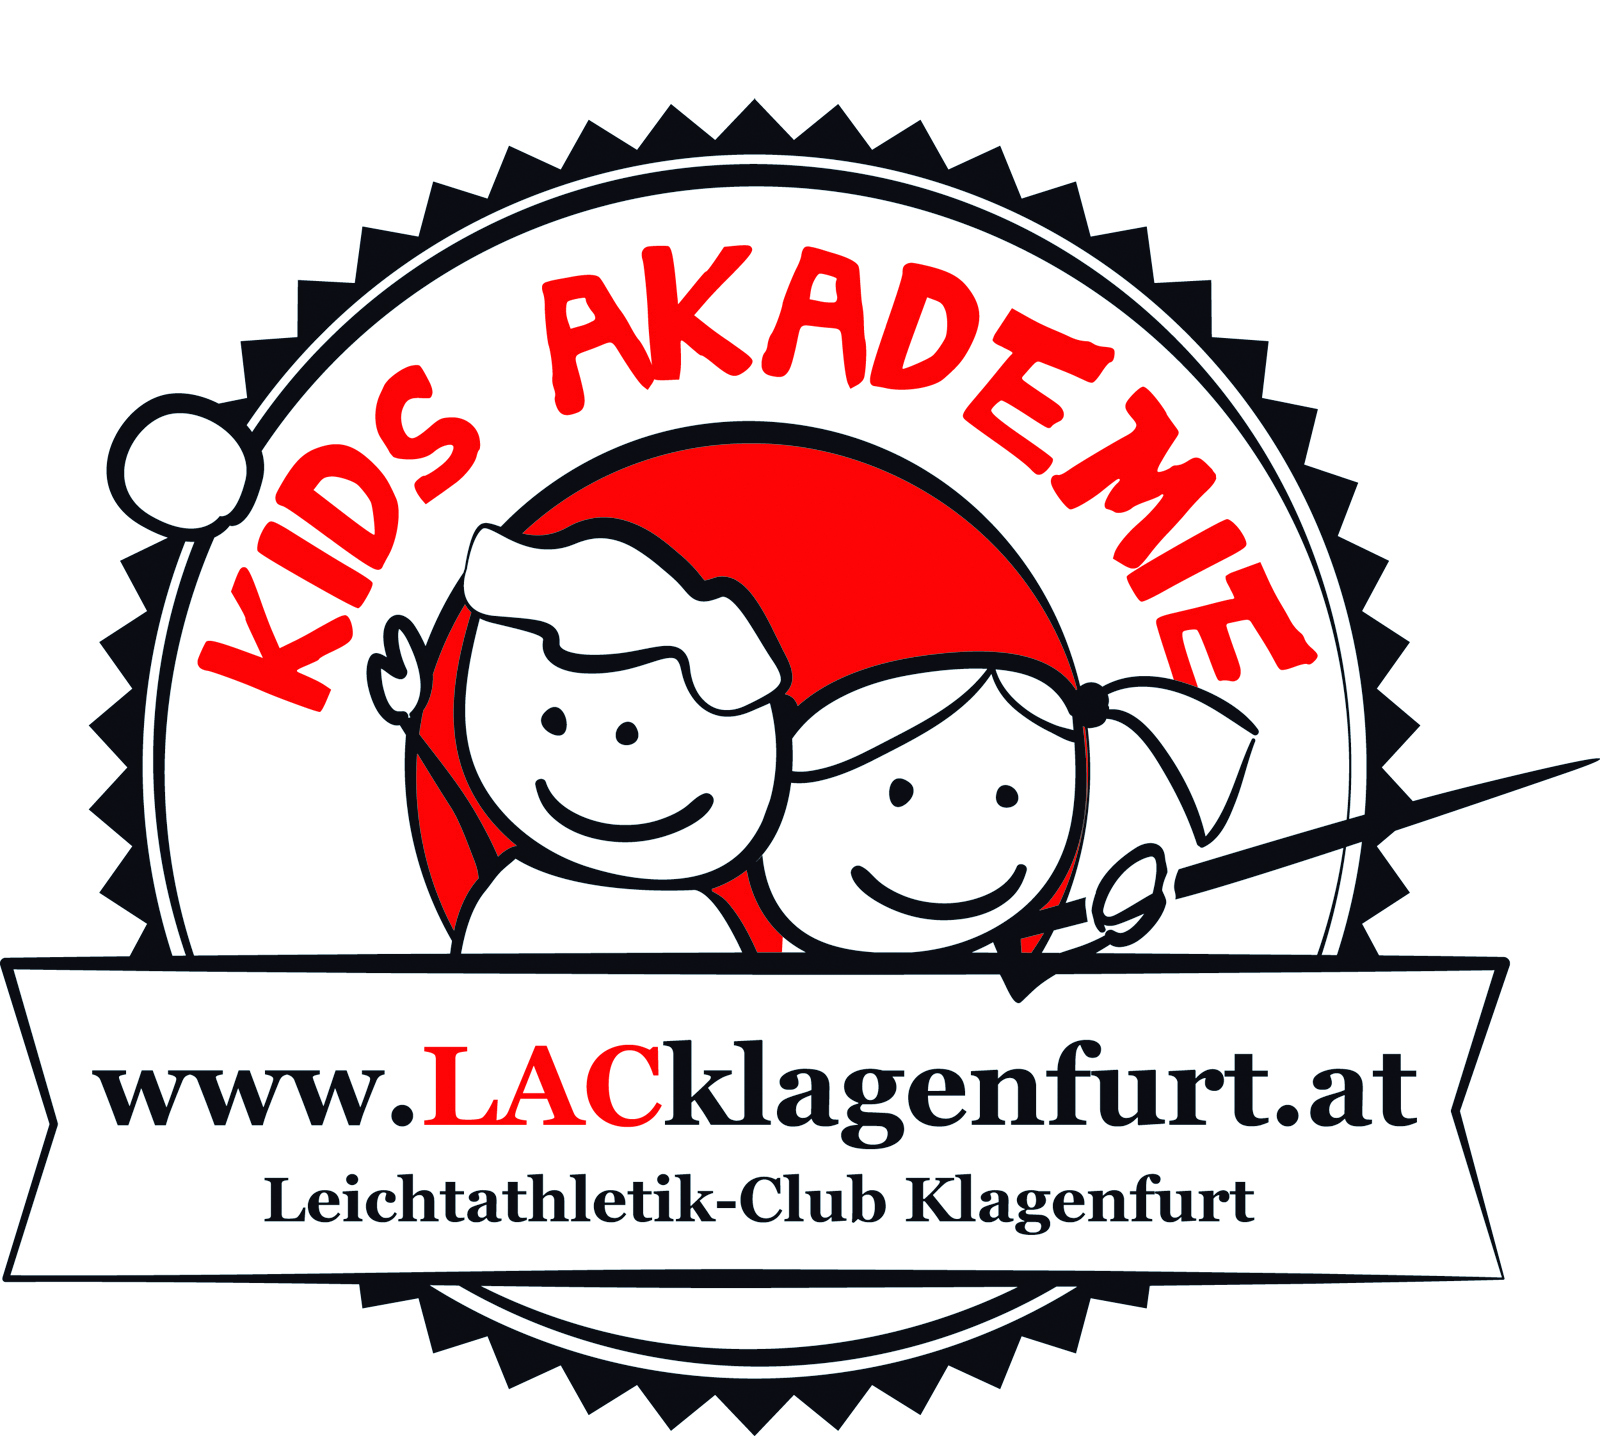 KIDS AKADEMIE
www.LACklagenfurt.at
Leichtathletik-Club Klagenfurt